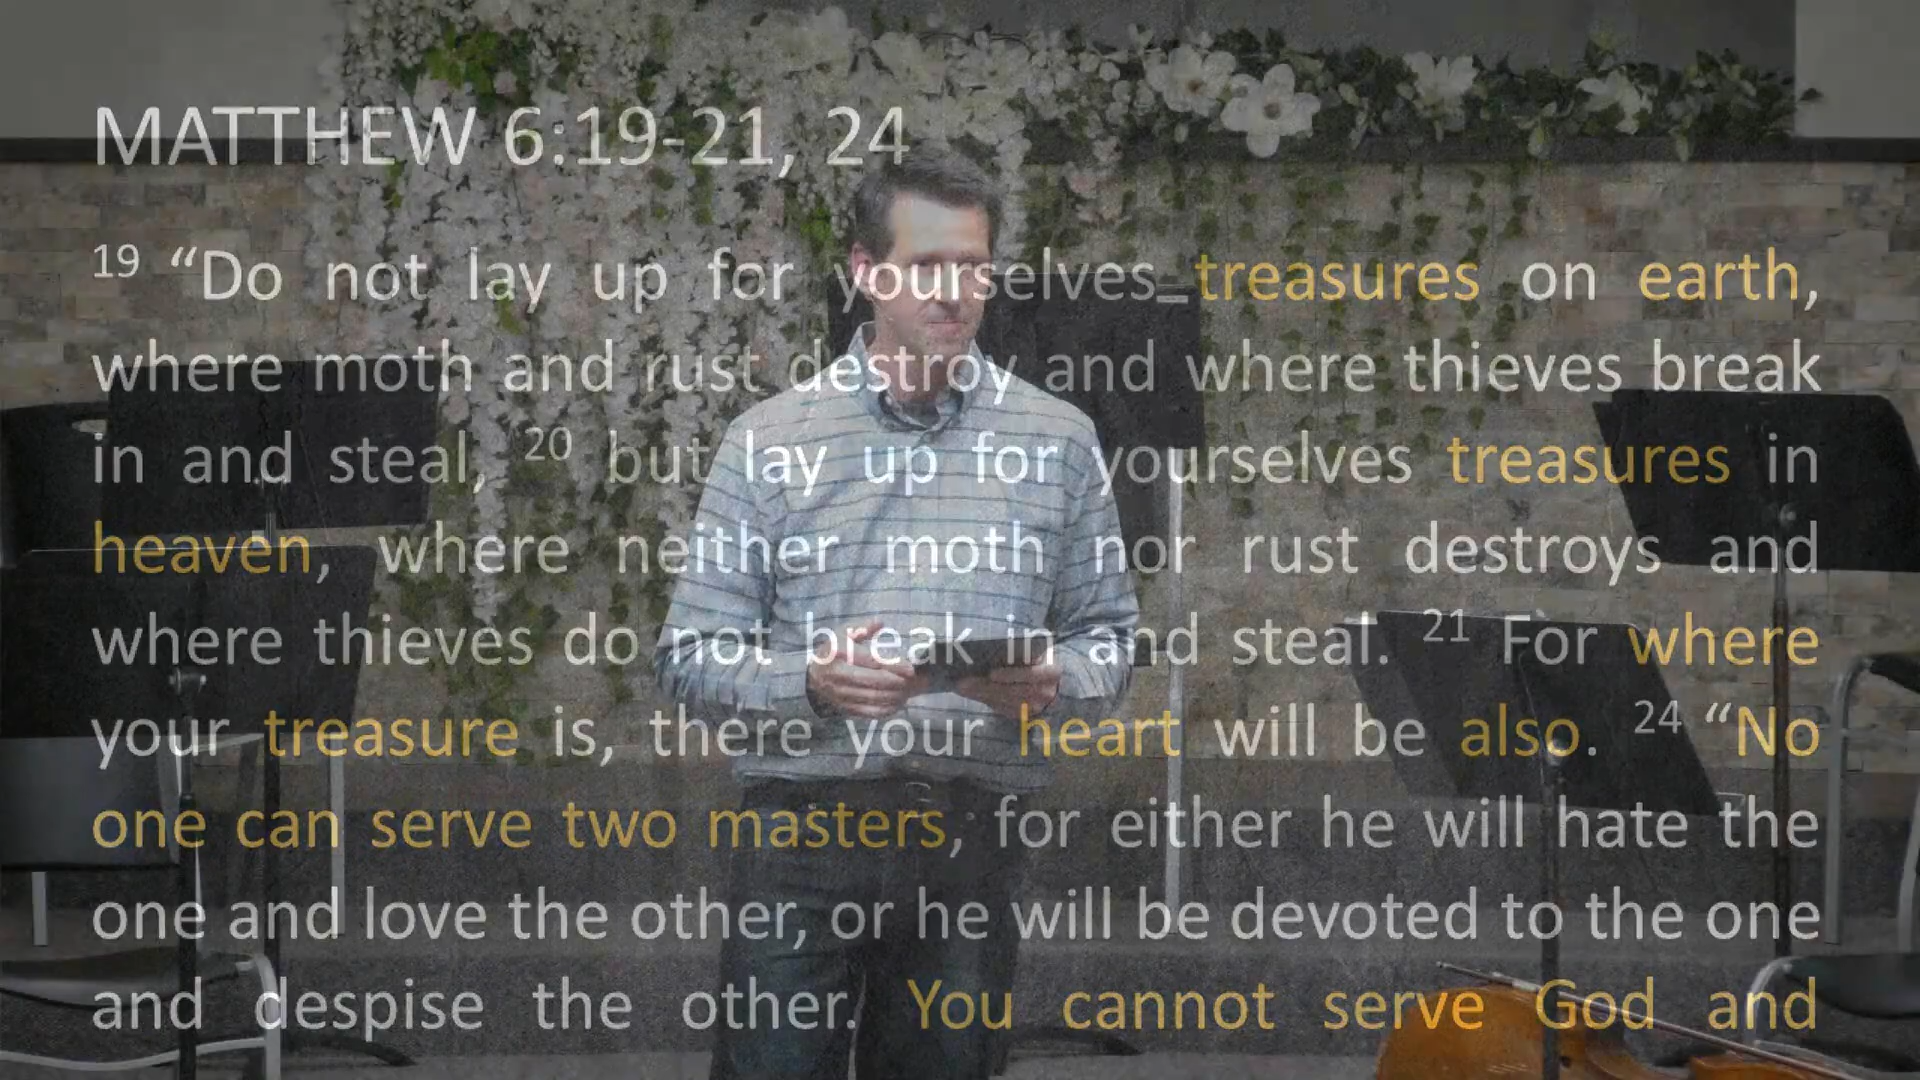 MATTHEW 6:19-21, 24
19 “Do not lay up for yourselves treasures on earth,
where moth and rust destroy and where thieves break
in and steal, 20 but lay up for yourselves treasures in
heaven, where neither moth nor rust destroys and
where thieves do not break in and steal. 21 For where
your treasure is, there your heart will be also. 24 “No
one can serve two masters, for either he will hate the
one and love the other, or he will be devoted to the one
and despise the other. You cannot serve God and